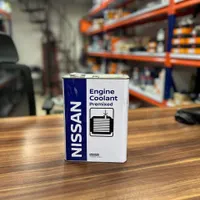 NISSAN
Engine
Coolant
Premixed